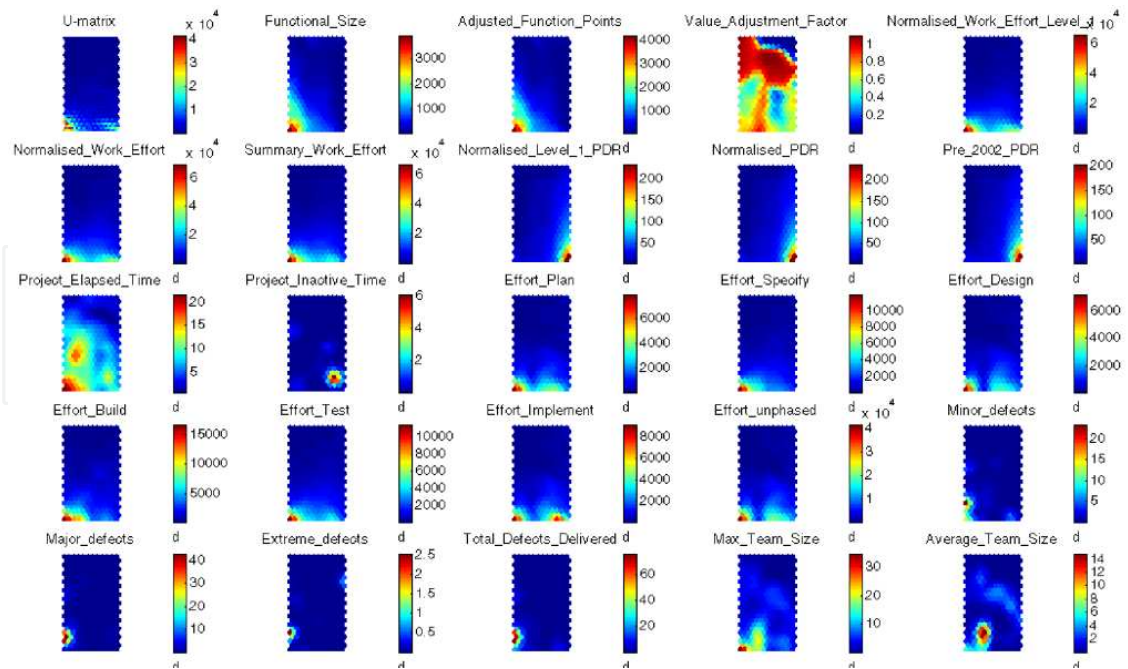 U-matrix
x 10^4
4
3
2
1
Functional_Size
3000
2000
1000
Adjusted_Function_Points
4000
3000
2000
1000
Value_Adjustment_Factor
1
0.8
0.6
0.4
0.2
Normalised_Work_Effort_Level_1
x 10^4
6
4
2
Normalised_Work_Effort
x 10^4
6
4
2
Summary_Work_Effort
x 10^4
6
4
2
d
Normalised_Level_1_PDR
200
150
100
50
d
Normalised_PDR
200
150
100
50
d
Pre_2002_PDR
200
150
100
50
Project_Elapsed_Time
20
15
10
5
d
Project_Inactive_Time
6
4
2
d
Effort_Plan
6000
4000
2000
d
Effort_Specify
10000
8000
6000
4000
2000
d
Effort_Design
6000
4000
2000
d
Effort_Build
15000
10000
5000
d
Effort_Test
10000
8000
6000
4000
2000
d
Effort_Implement
8000
6000
4000
2000
d
Effort_unphased
x 10^4
4
3
2
1
d
Minor_defects
20
15
10
5
d
Major_defects
40
30
20
10
d
Extreme_defects
2.5
2
1.5
1
0.5
d
Total_Defects_Delivered
60
40
20
d
Max_Team_Size
30
20
10
d
Average_Team_Size
14
12
10
8
6
4
2
d
d
d
d
d